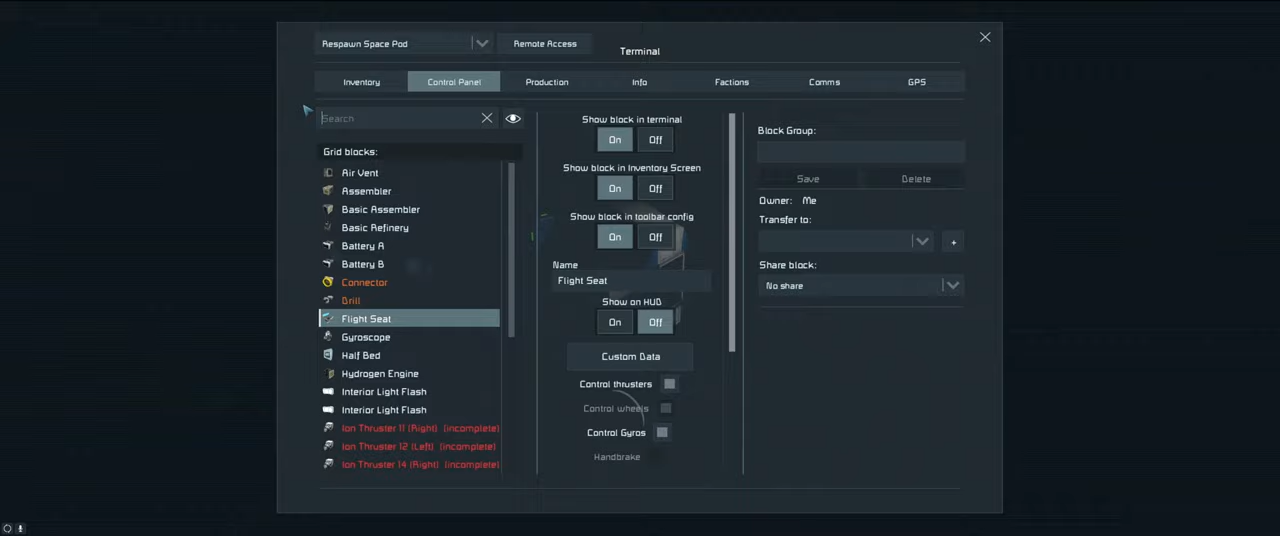 Respawn Space Pod
Remote Access
Terminal
Inventory
Control Panel
Production
Info
Factions
Comms
GPS
Search
Grid blocks:
Air Vent
Assembler
Basic Assembler
Basic Refinery
Battery A
Battery B
Connector
Drill
Flight Seat
Gyroscope
Half Bed
Hydrogen Engine
Interior Light Flash
Interior Light Flash
Ion Thruster 11 (Right) (incomplete)
Ion Thruster 12 (Left) (incomplete)
Ion Thruster 14 (Right) (incomplete)
Show block in terminal
On Off
Show block in Inventory Screen
On Off
Show block in toolbar config
On Off
Name
Flight Seat
Show on HUD
On Off
Custom Data
Control thrusters
Control wheels
Control Gyros
Handbrake
Block Group:
Save
Delete
Owner: Me
Transfer to:
+
Share block:
No share